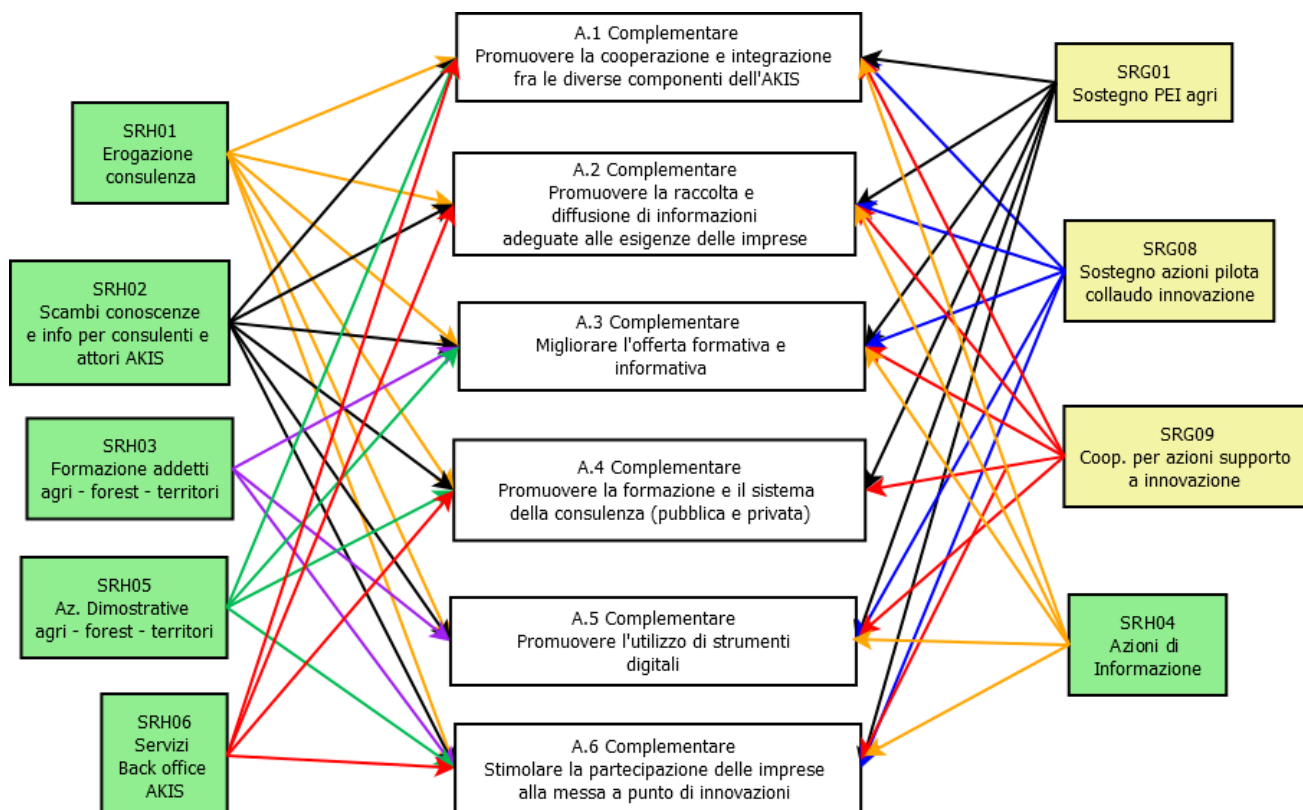 A.1 Complementare
Promuovere la cooperazione e integrazione
fra le diverse componenti dell'AKIS
A.2 Complementare
Promuovere la raccolta e
diffusione di informazioni
adeguate alle esigenze delle imprese
A.3 Complementare
Migliorare l'offerta formativa e
informativa
A.4 Complementare
Promuovere la formazione e il sistema
della consulenza (pubblica e privata)
A.5 Complementare
Promuovere l'utilizzo di strumenti
digitali
A.6 Complementare
Stimolare la partecipazione delle imprese
alla messa a punto di innovazioni
SRH01
Erogazione
consulenza
SRH02
Scambi conoscenze
e info per consulenti e
attori AKIS
SRH03
Formazione addetti
agri - forest - territori
SRH05
Az. Dimostrative
agri - forest - territori
SRH06
Servizi
Back office
AKIS
SRG01
Sostegno PEI agri
SRG08
Sostegno azioni pilota
collaudo innovazione
SRG09
Coop. per azioni supporto
a innovazione
SRH04
Azioni di
Informazione